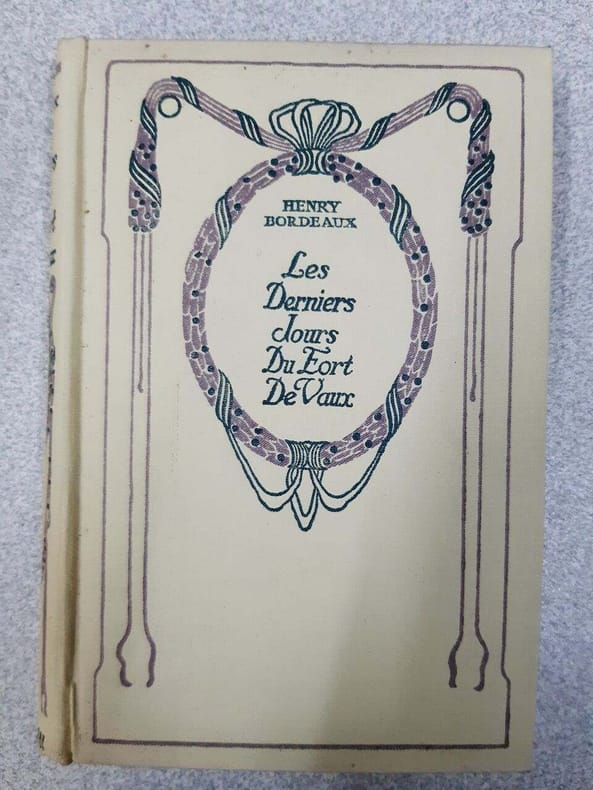 HENRY
BORDEAUX
Les
Derniers
Jours
Du Fort
De Vaux